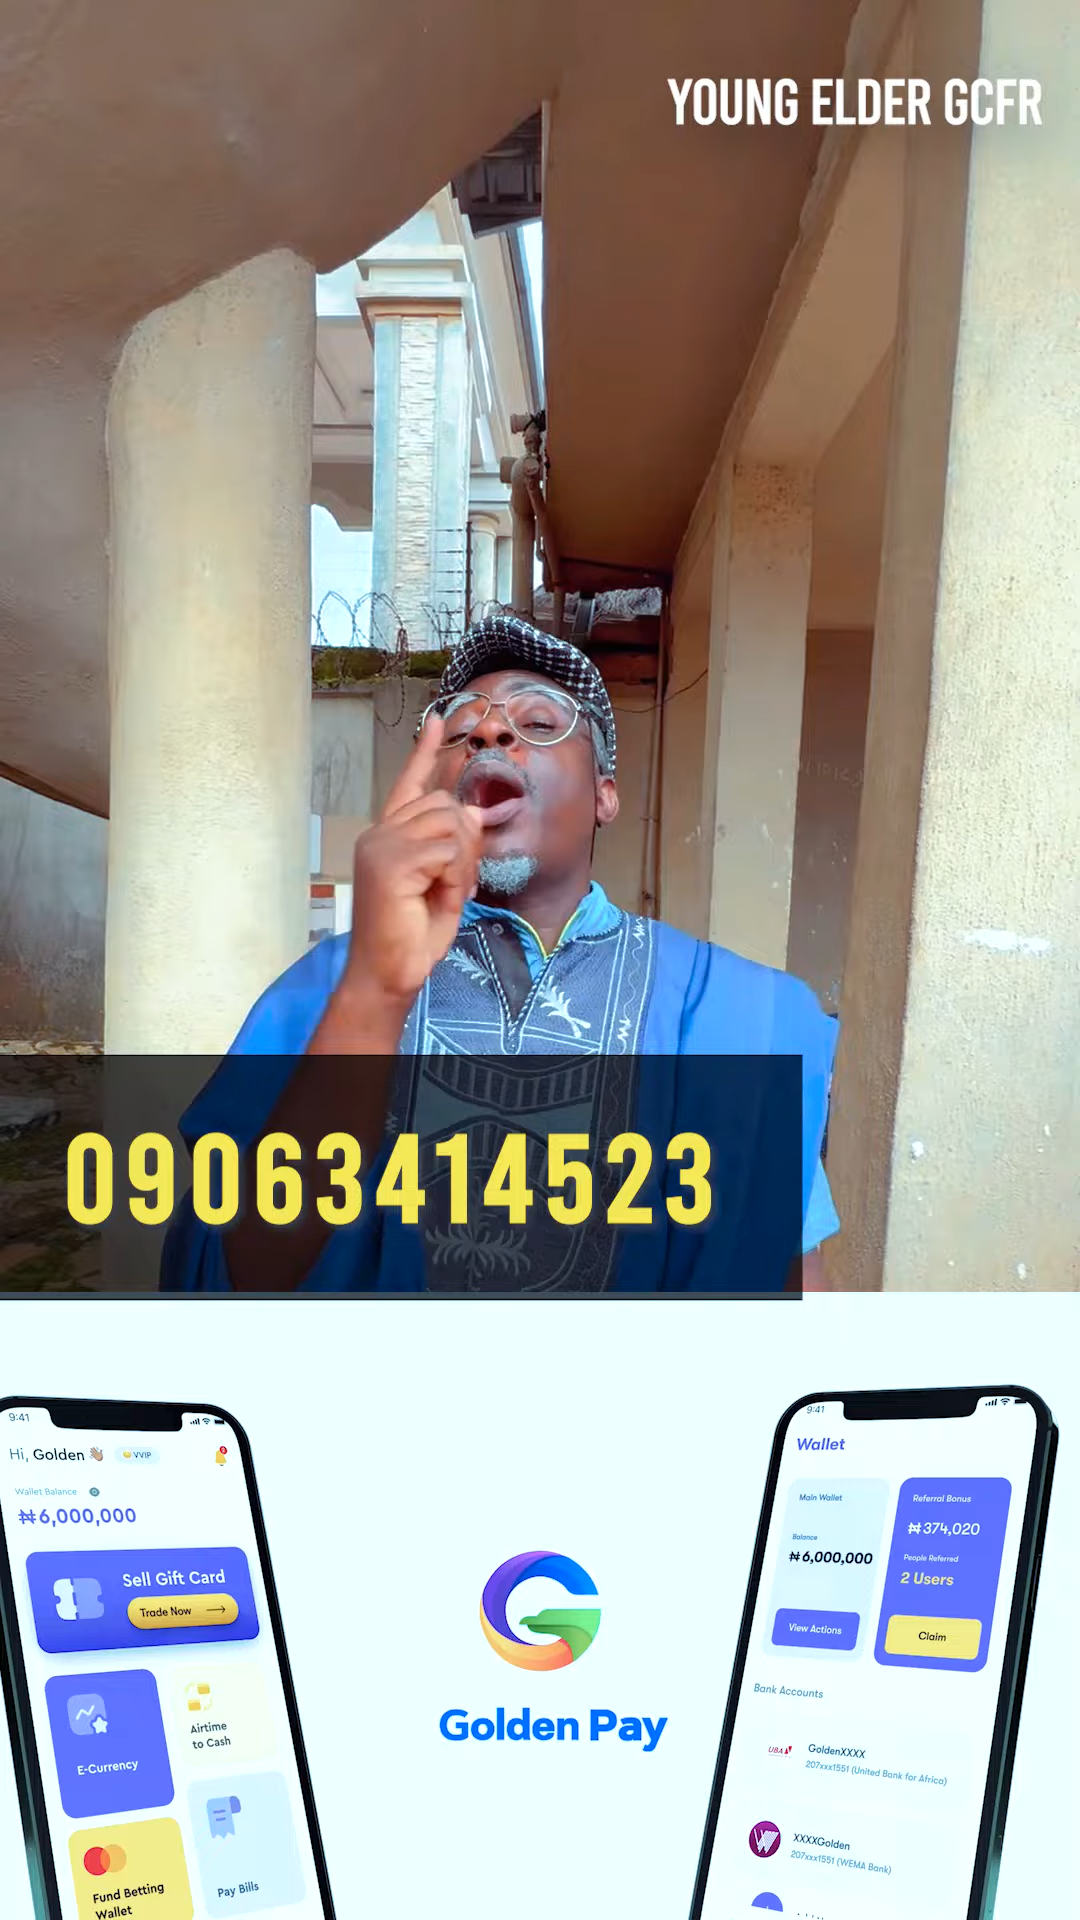 YOUNG ELDER GCFR
09063414523
9:41
Hi, Golden
VVIP
Wallet Balance
₦6,000,000
Sell Gift Card
Trade Now
E-Currency
Airtime
to Cash
Fund Betting
Wallet
Pay Bills
Golden Pay
9:41
Wallet
Main Wallet
Balance
₦6,000,000
View Actions
Referral Bonus
₦374,020
People Referred
2 Users
Claim
Bank Accounts
UBA
GoldenXXXX
207xxx1551 (United Bank for Africa)
XXXXGolden
207xxx1551 (WEMA Bank)